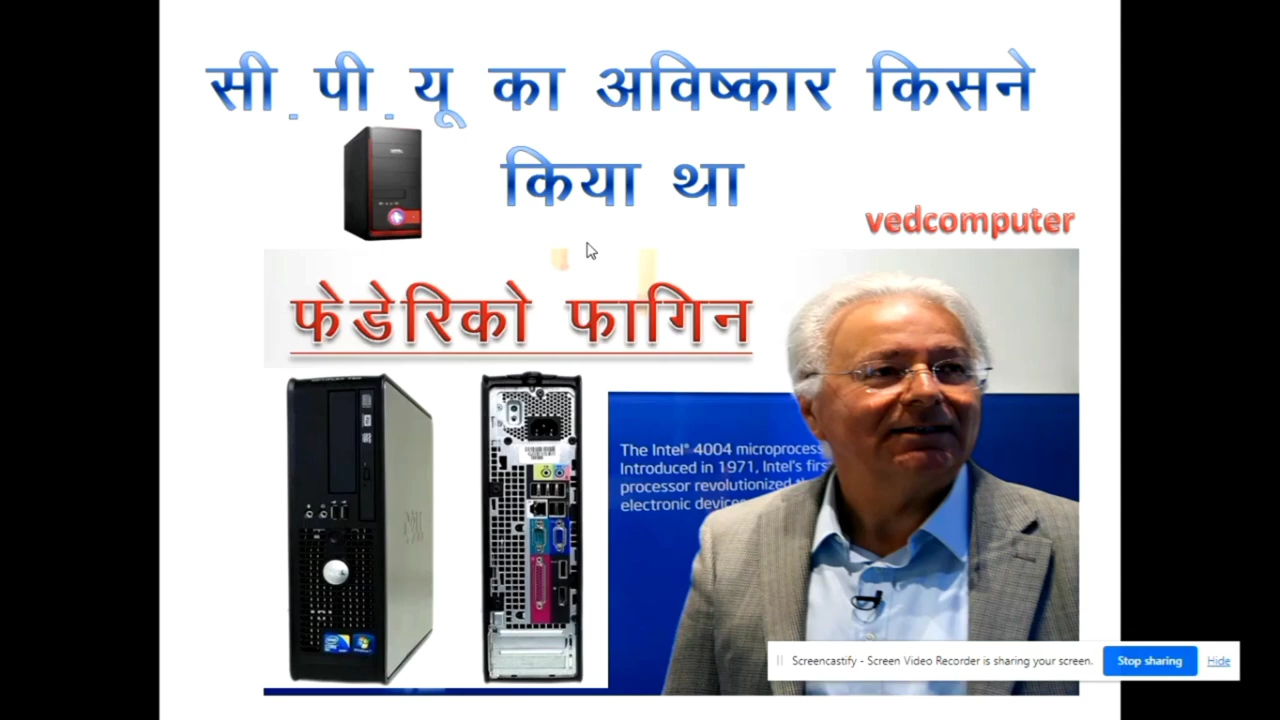 सी. पी. यू का अविष्कार किसने
किया था
vedcomputer
फेडेरिको फागिन
The Intel® 4004 microprocess
Introduced in 1971, Intel's firs
processor revolutionized
electronic device
Screencastify - Screen Video Recorder is sharing your screen.
Stop sharing
Hide